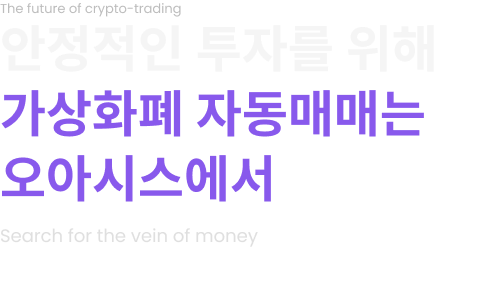 The future of crypto-trading
안정적인 투자를 위해
가상화폐 자동매매는
오아시스에서
Search for the vein of money